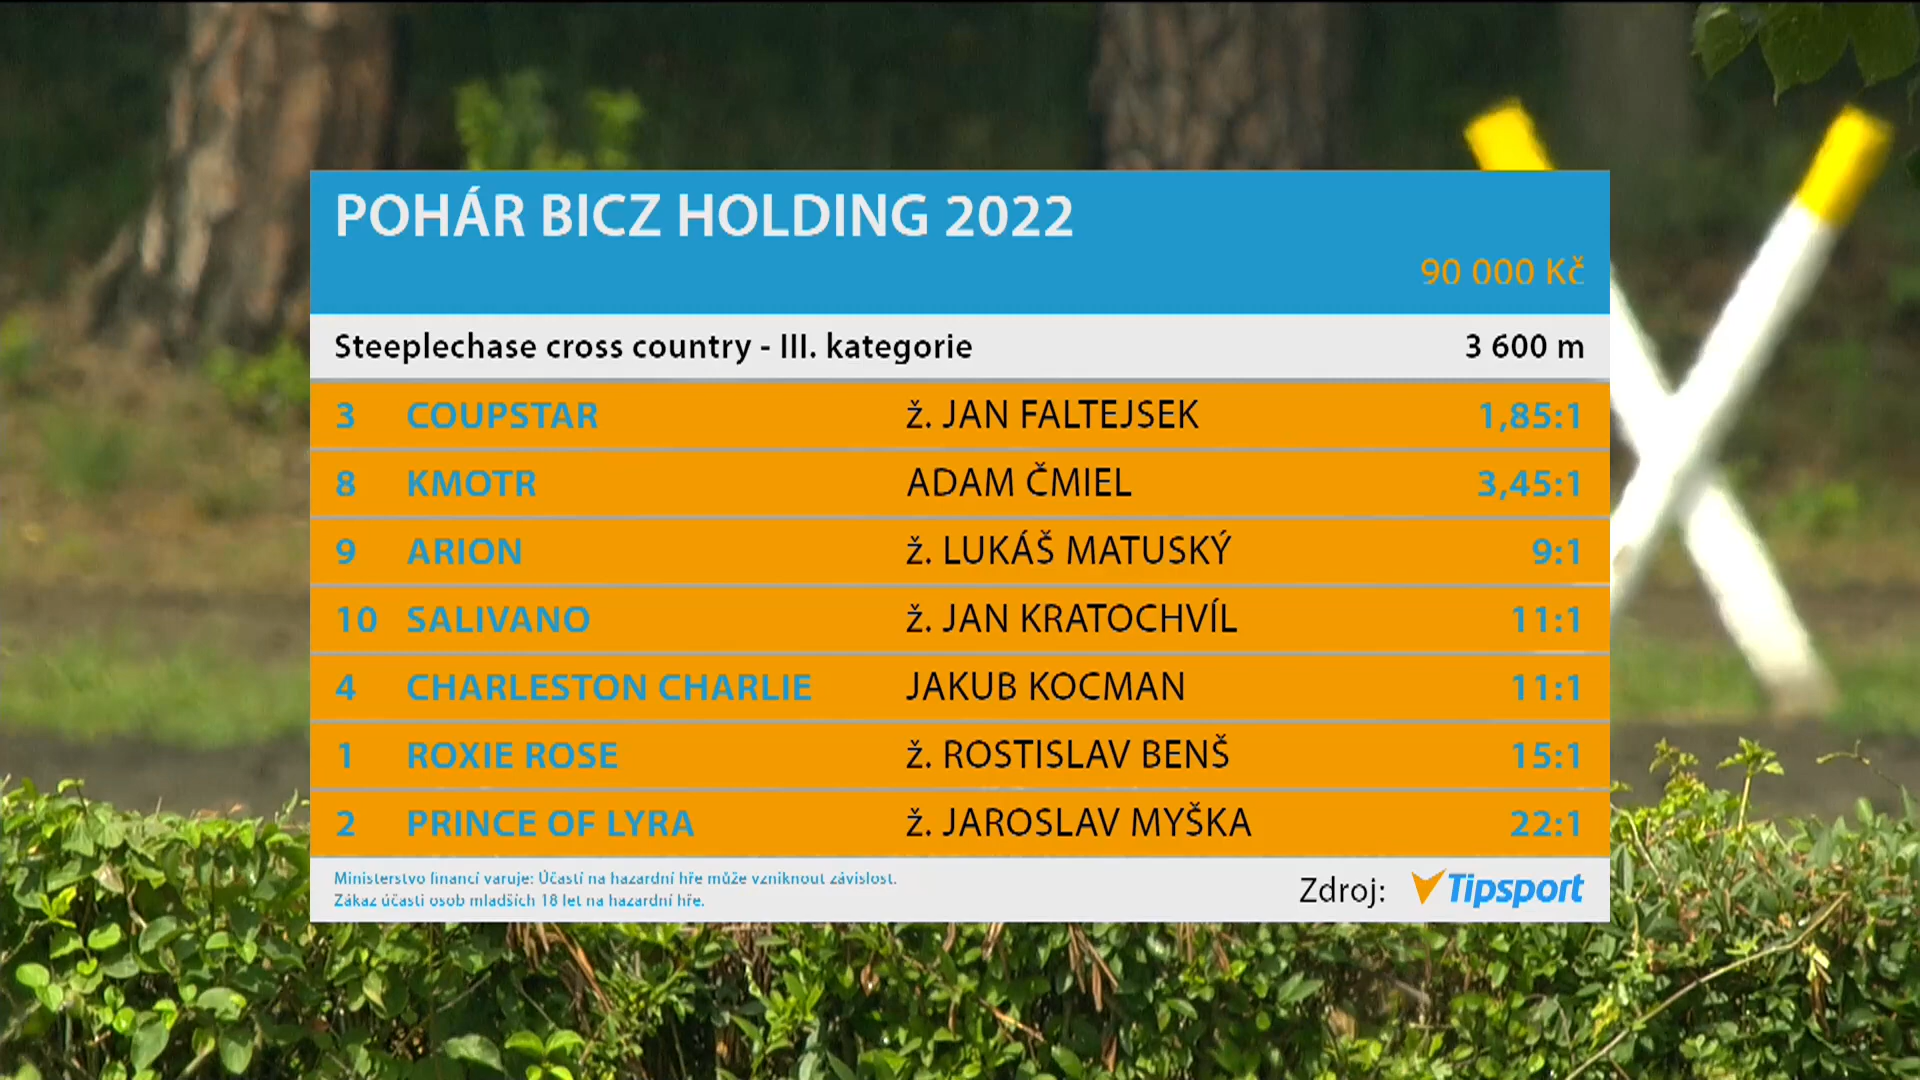 POHÁR BICZ HOLDING 2022
90 000 Kč
Steeplechase cross country - III. kategorie 3 600 m
3 COUPSTAR ž. JAN FALTEJSEK 1,85:1
8 KMOTR ADAM ČMIEL 3,45:1
9 ARION ž. LUKÁŠ MATUSKÝ 9:1
10 SALIVANO ž. JAN KRATOCHVÍL 11:1
4 CHARLESTON CHARLIE JAKUB KOCMAN 11:1
1 ROXIE ROSE ž. ROSTISLAV BENŠ 15:1
2 PRINCE OF LYRA ž. JAROSLAV MYŠKA 22:1
Ministerstvo financí varuje: Účastí na hazardní hře může vzniknout závislost.
Zákaz účasti osob mladších 18 let na hazardní hře.
Zdroj: Tipsport